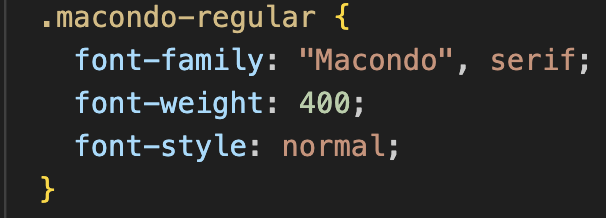 .macondo-regular {
  font-family: "Macondo", serif;
  font-weight: 400;
  font-style: normal;
}